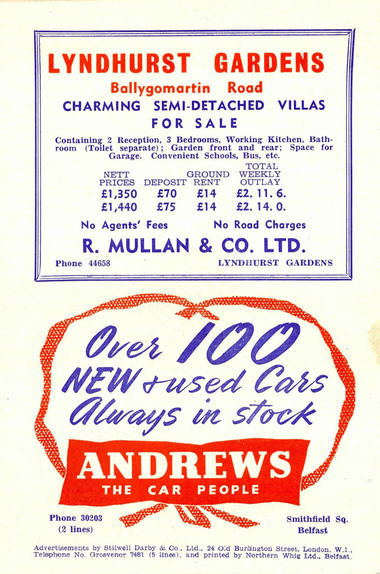 LYNDHURST GARDENS
Ballygomartin Road
CHARMING SEMI-DETACHED VILLAS
FOR SALE
Containing 2 Reception, 3 Bedrooms, Working Kitchen, Bath-
room (Toilet separate); Garden front and rear; Space for
Garage. Convenient Schools, Bus, etc.
TOTAL
NETT GROUND WEEKLY
PRICES DEPOSIT RENT OUTLAY
£1,350 £70 £14 £2. 11. 6.
£1,440 £75 £14 £2. 14. 0.
No Agents' Fees No Road Charges
R. MULLAN & CO. LTD.
Phone 44658 LYNDHURST GARDENS
Over 100
NEW & used Cars
Always in stock
ANDREWS
THE CAR PEOPLE
Phone 30203 Smithfield Sq.
(2 lines) Belfast
Advertisements by Stilwell Darby & Co., Ltd., 24 Old Burlington Street, London, W.1.,
Telephone No. Grosvenor 7481 (5 lines), and printed by Northern Whig Ltd., Belfast.